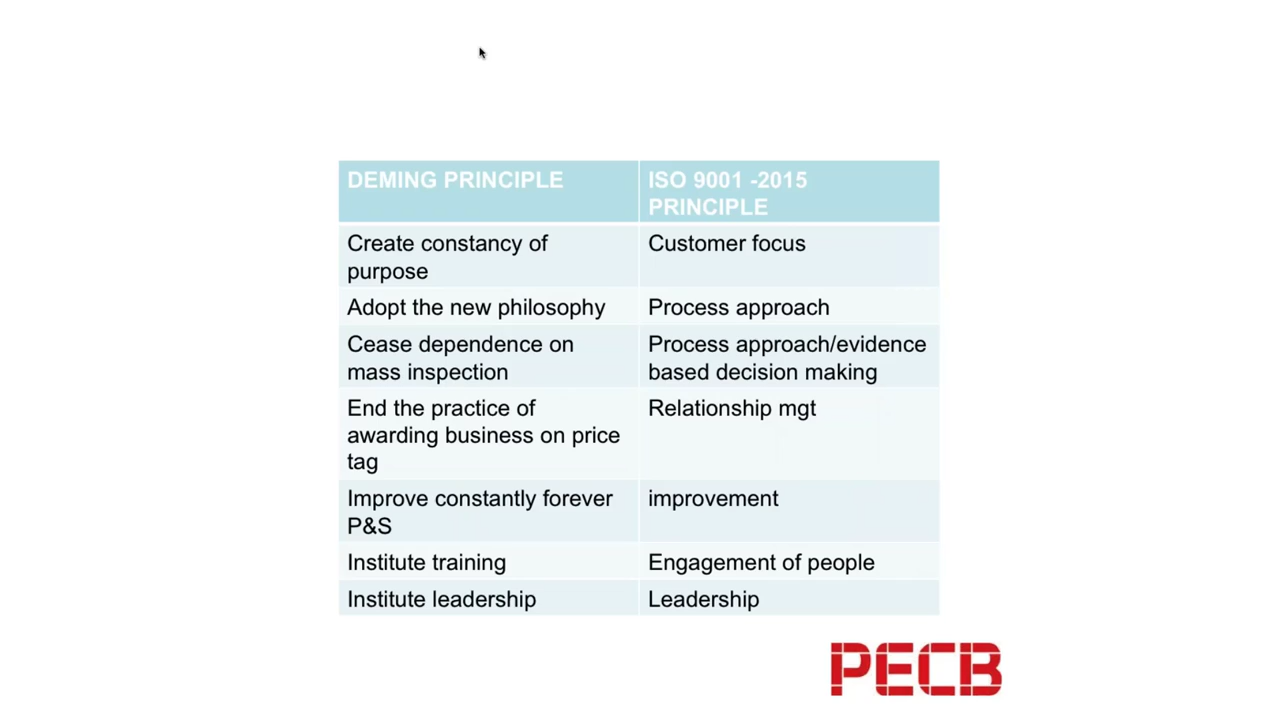 DEMING PRINCIPLE
ISO 9001 -2015
PRINCIPLE
Create constancy of
purpose
Customer focus
Adopt the new philosophy
Process approach
Cease dependence on
mass inspection
Process approach/evidence
based decision making
End the practice of
awarding business on price
tag
Relationship mgt
Improve constantly forever
P&S
improvement
Institute training
Engagement of people
Institute leadership
Leadership
PECB